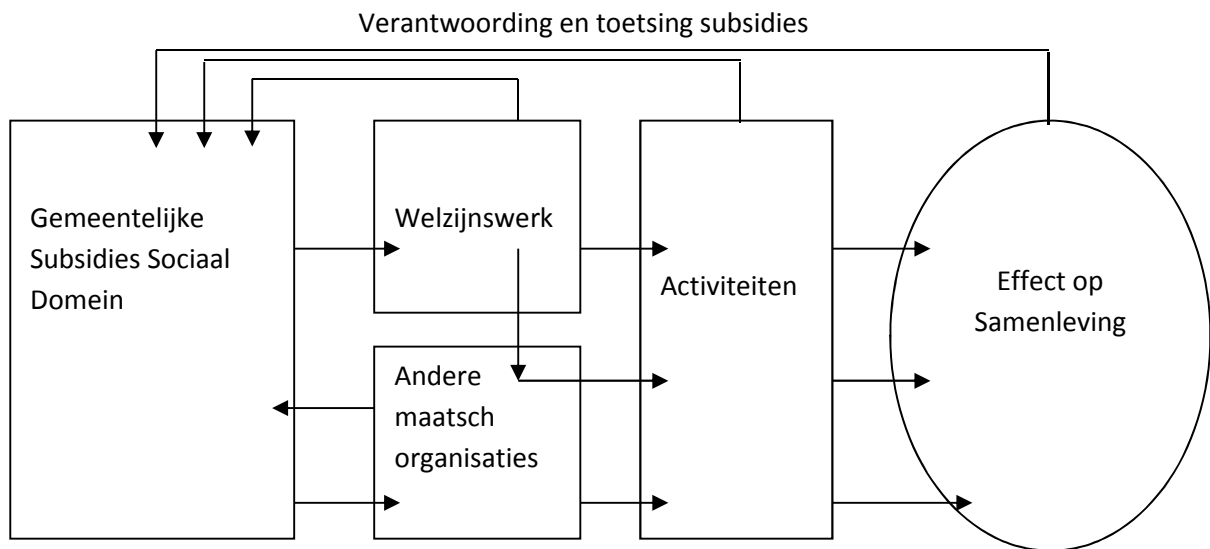 Verantwoording en toetsing subsidies
Gemeentelijke
Subsidies Sociaal
Domein
Welzijnswerk
Andere
maatsch
organisaties
Activiteiten
Effect op
Samenleving